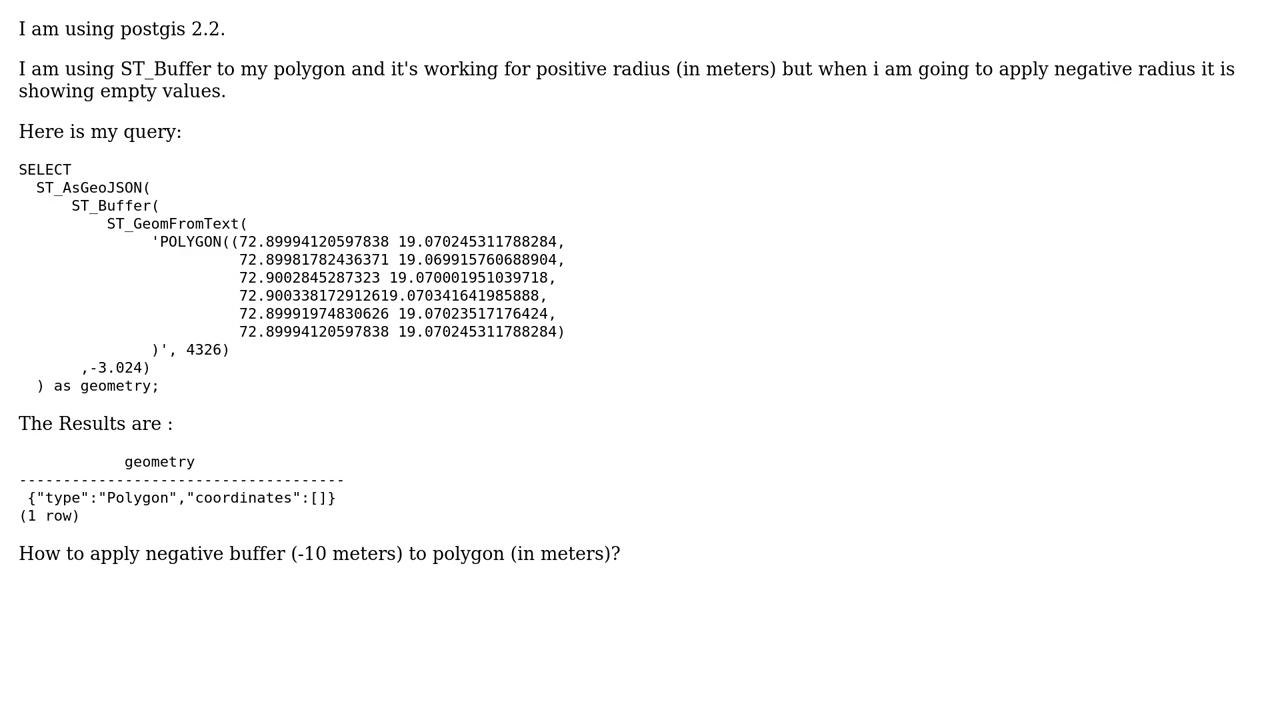 I am using postgis 2.2.
I am using ST_Buffer to my polygon and it's working for positive radius (in meters) but when i am going to apply negative radius it is
showing empty values.
Here is my query:
SELECT
  ST_AsGeoJSON(
      ST_Buffer(
          ST_GeomFromText(
               'POLYGON((72.89994120597838 19.070245311788284,
                         72.89981782436371 19.069915760688904,
                         72.9002845287323 19.070001951039718,
                         72.900338172912619.070341641985888,
                         72.89991974830626 19.07023517176424,
                         72.89994120597838 19.070245311788284)
               )', 4326)
       ,-3.024)
  ) as geometry;
The Results are :
            geometry
-------------------------------------
 {"type":"Polygon","coordinates":[]}
(1 row)
How to apply negative buffer (-10 meters) to polygon (in meters)?